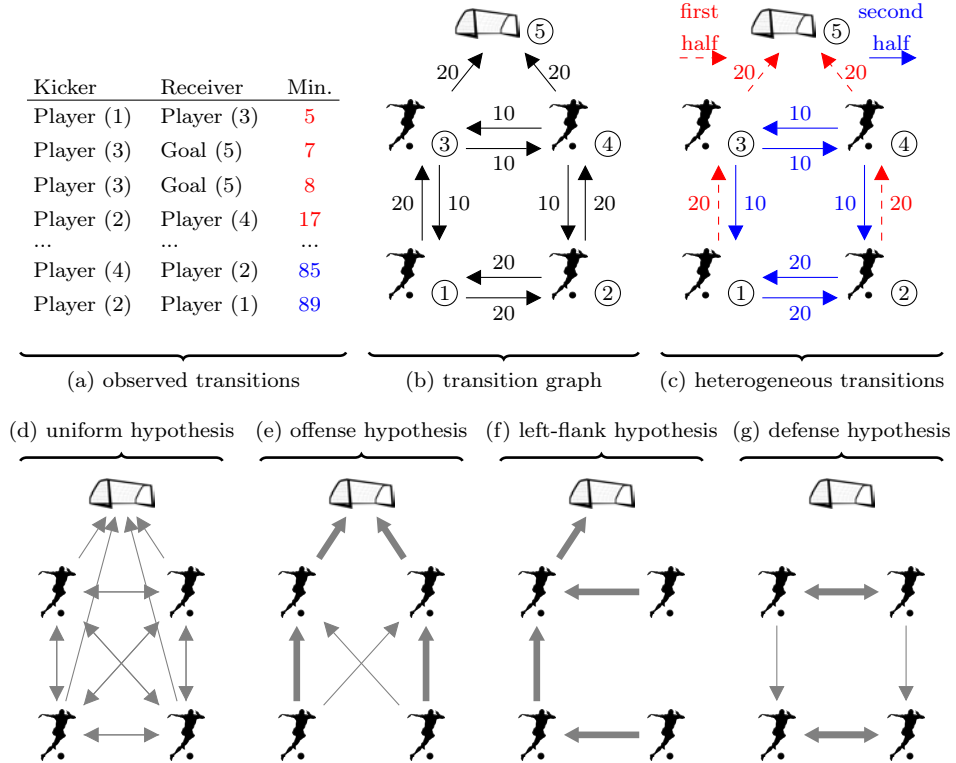 Kicker Receiver Min.
Player (1) Player (3) 5
Player (3) Goal (5) 7
Player (3) Goal (5) 8
Player (2) Player (4) 17
... ... ...
Player (4) Player (2) 85
Player (2) Player (1) 89
(a) observed transitions
5
20 20
10
3 4
10
20 10 10 20
20
1 2
20
(b) transition graph
first second
half 5 half
20 20
10
3 4
10
20 10 10 20
20
1 2
20
(c) heterogeneous transitions
(d) uniform hypothesis (e) offense hypothesis (f) left-flank hypothesis (g) defense hypothesis